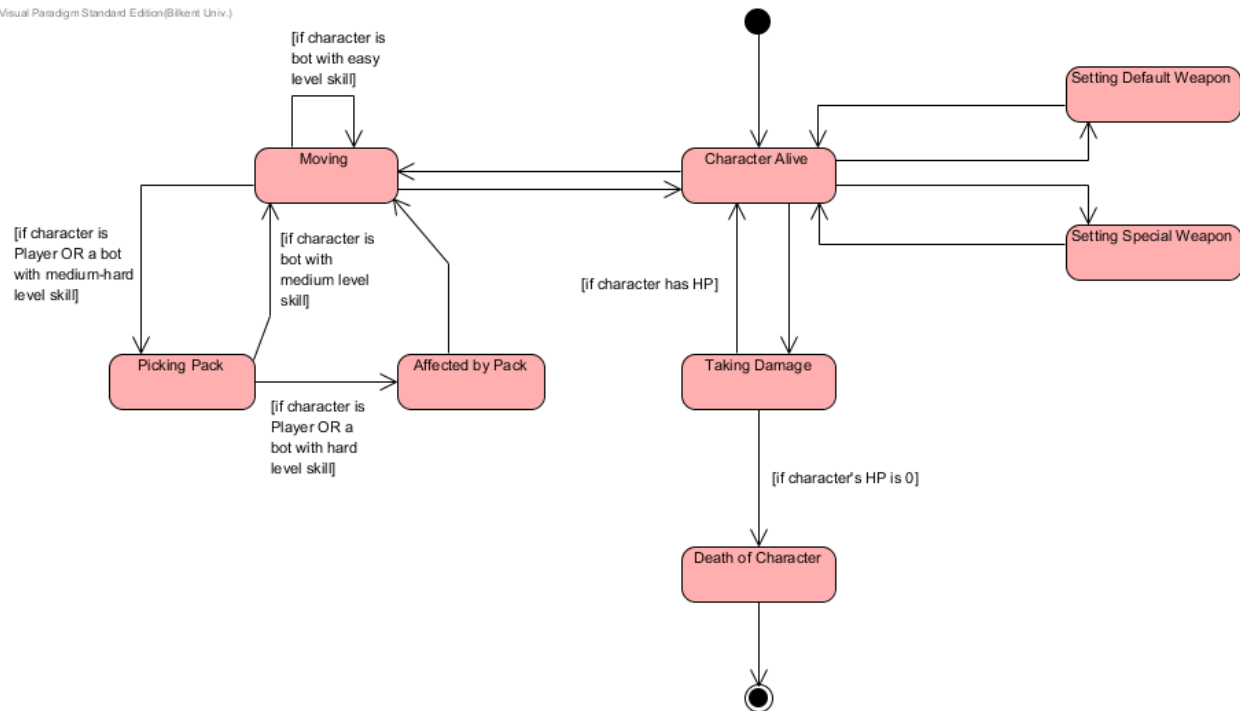 Visual Paradigm Standard Edition(Bilkent Univ.)
[if character is
bot with easy
level skill]
Setting Default Weapon
Moving
Character Alive
[if character is
Player OR a bot
with medium-hard
level skill]
[if character is
bot with
medium level
skill]
Setting Special Weapon
[if character has HP]
Picking Pack
Affected by Pack
Taking Damage
[if character is
Player OR a
bot with hard
level skill]
[if character's HP is 0]
Death of Character